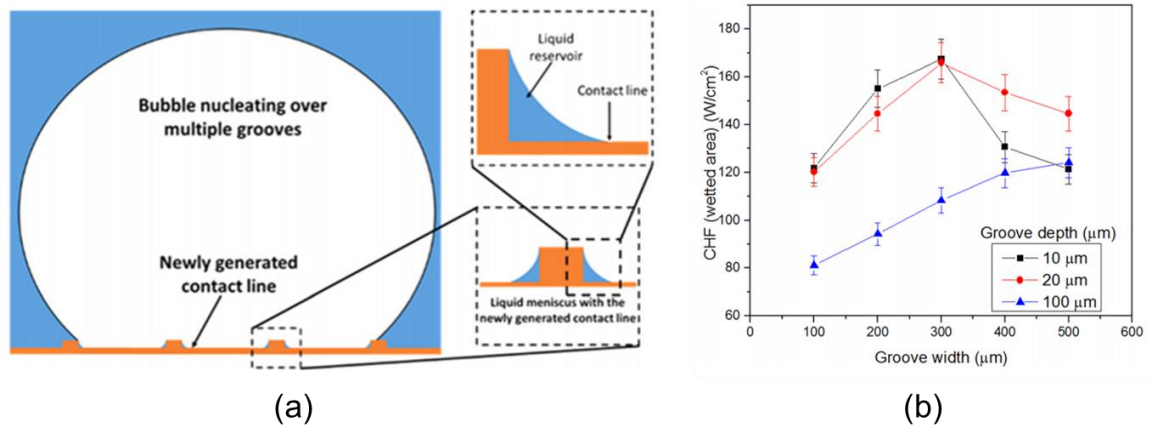 Bubble nucleating over
multiple grooves
Newly generated
contact line
Liquid
reservoir
Contact line
Liquid meniscus with the
newly generated contact line
(a)
CHF (wetted area) (W/cm²)
180
160
140
120
100
80
60
0
100
200
300
400
500
600
Groove width (μm)
Groove depth (μm)
10 μm
20 μm
100 μm
(b)